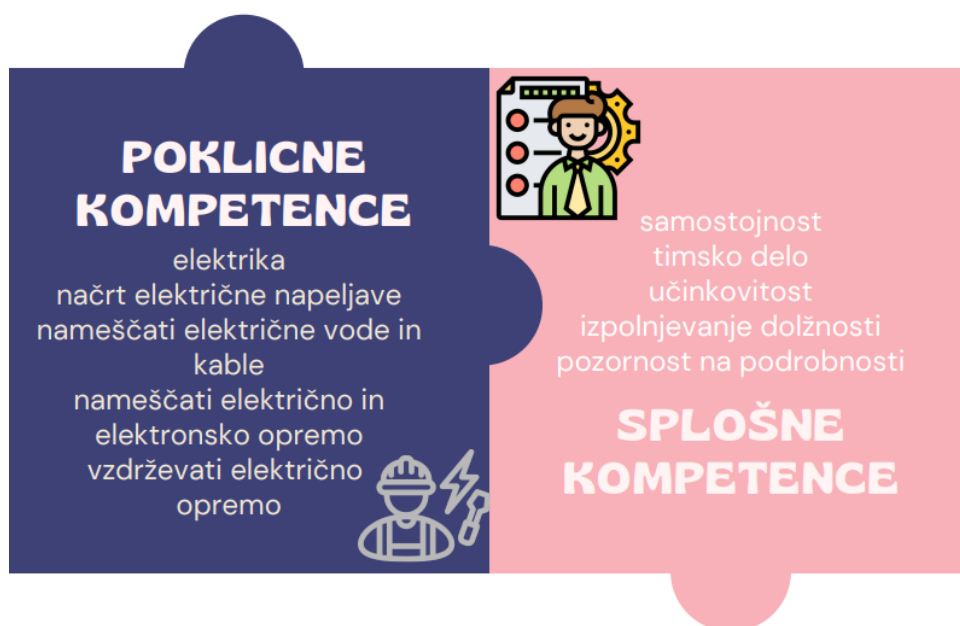 POKLICNE
KOMPETENCE
elektrika
načrt električne napeljave
nameščati električne vode in
kable
nameščati električno in
elektronsko opremo
vzdrževati električno
opremo
samostojnost
timsko delo
učinkovitost
izpolnjevanje dolžnosti
pozornost na podrobnosti
SPLOŠNE
KOMPETENCE